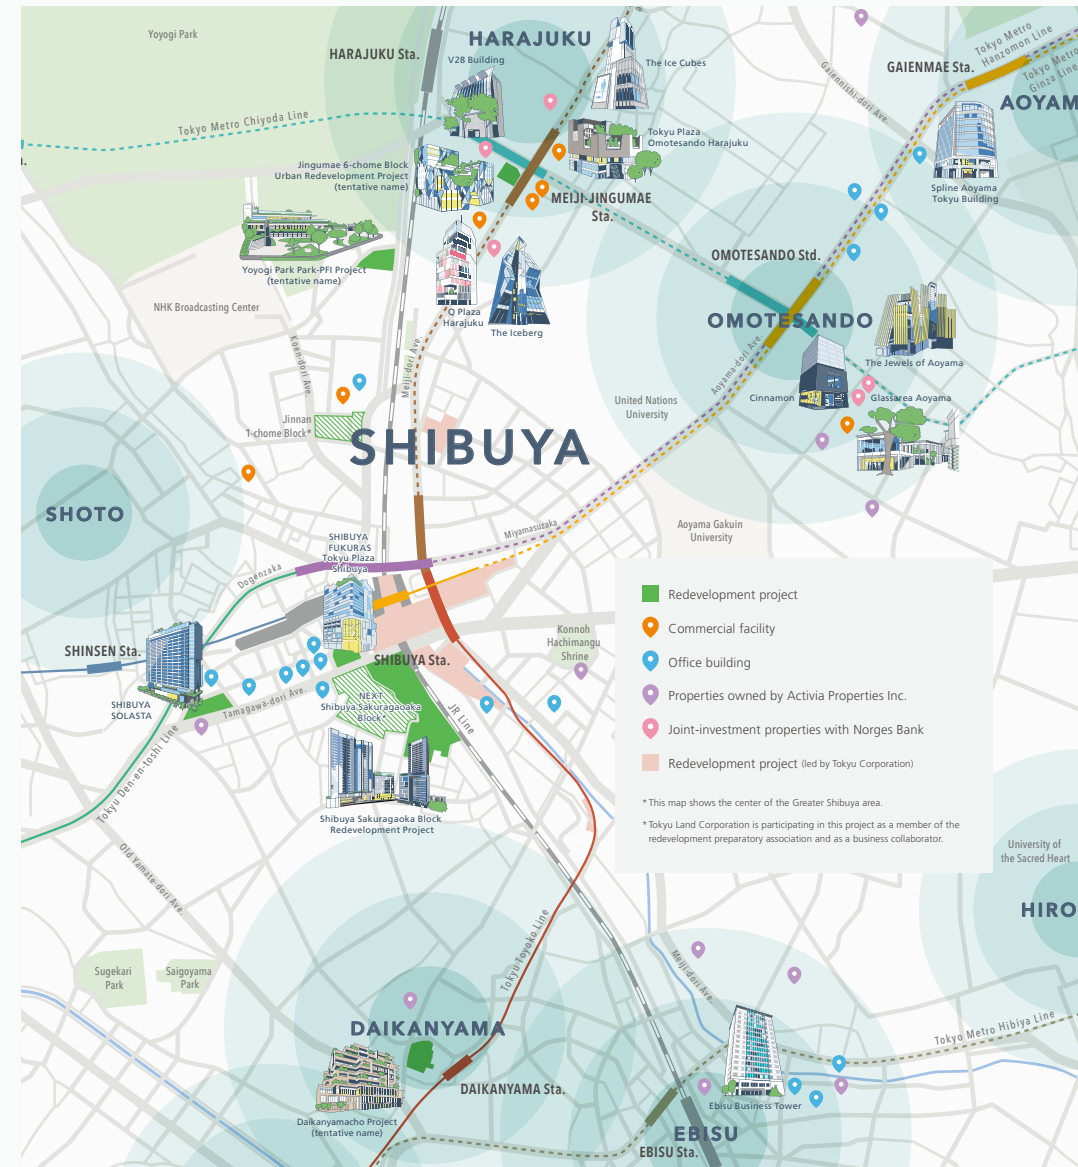 Yoyogi Park
HARAJUKU Sta.
HARAJUKU
V28 Building
The Ice Cubes
Tokyo Metro
Hanzomon Line
Tokyo Metro
Ginza Line
GAIENMAE Sta.
AOYAM
Gaiennishi-dori Ave.
Tokyo Metro Chiyoda Line
Tokyu Plaza
Omotesando Harajuku
Jingumae 6-chome Block
Urban Redevelopment Project
(tentative name)
MEIJI-JINGUMAE
Sta.
Spline Aoyama
Tokyu Building
Yoyogi Park Park-PFI Project
(tentative name)
OMOTESANDO Std.
NHK Broadcasting Center
Q Plaza
Harajuku
The Iceberg
OMOTESANDO
The Jewels of Aoyama
Koen-dori Ave.
Meiji-dori Ave.
Aoyama-dori Ave.
Cinnamon
Glassarea Aoyama
United Nations
University
Jinnan
1-chome Block*
SHIBUYA
SHOTO
Miyamasuzaka
Aoyama Gakuin
University
SHIBUYA
FUKURAS
Tokyu Plaza
Shibuya
Dogenzaka
Redevelopment project
Commercial facility
Office building
Properties owned by Activia Properties Inc.
Joint-investment properties with Norges Bank
Redevelopment project (led by Tokyu Corporation)
* This map shows the center of the Greater Shibuya area.
* Tokyu Land Corporation is participating in this project as a member of the
redevelopment preparatory association and as a business collaborator.
Konnoh
Hachimangu
Shrine
SHINSEN Sta.
SHIBUYA Sta.
SHIBUYA
SOLASTA
Tamagawa-dori Ave.
NEXT
Shibuya Sakuragaoaka
Block*
JR Line
Tokyu Den-en-toshi Line
Shibuya Sakuragaoka Block
Redevelopment Project
Old Yamate-dori Ave.
University of
the Sacred Heart
HIRO
Tokyu Toyoko Line
Meiji-dori Ave.
Sugekari
Park
Saigoyama
Park
DAIKANYAMA
Tokyo Metro Hibiya Line
DAIKANYAMA Sta.
Ebisu Business Tower
Daikanyamacho Project
(tentative name)
EBISU
EBISU Sta.